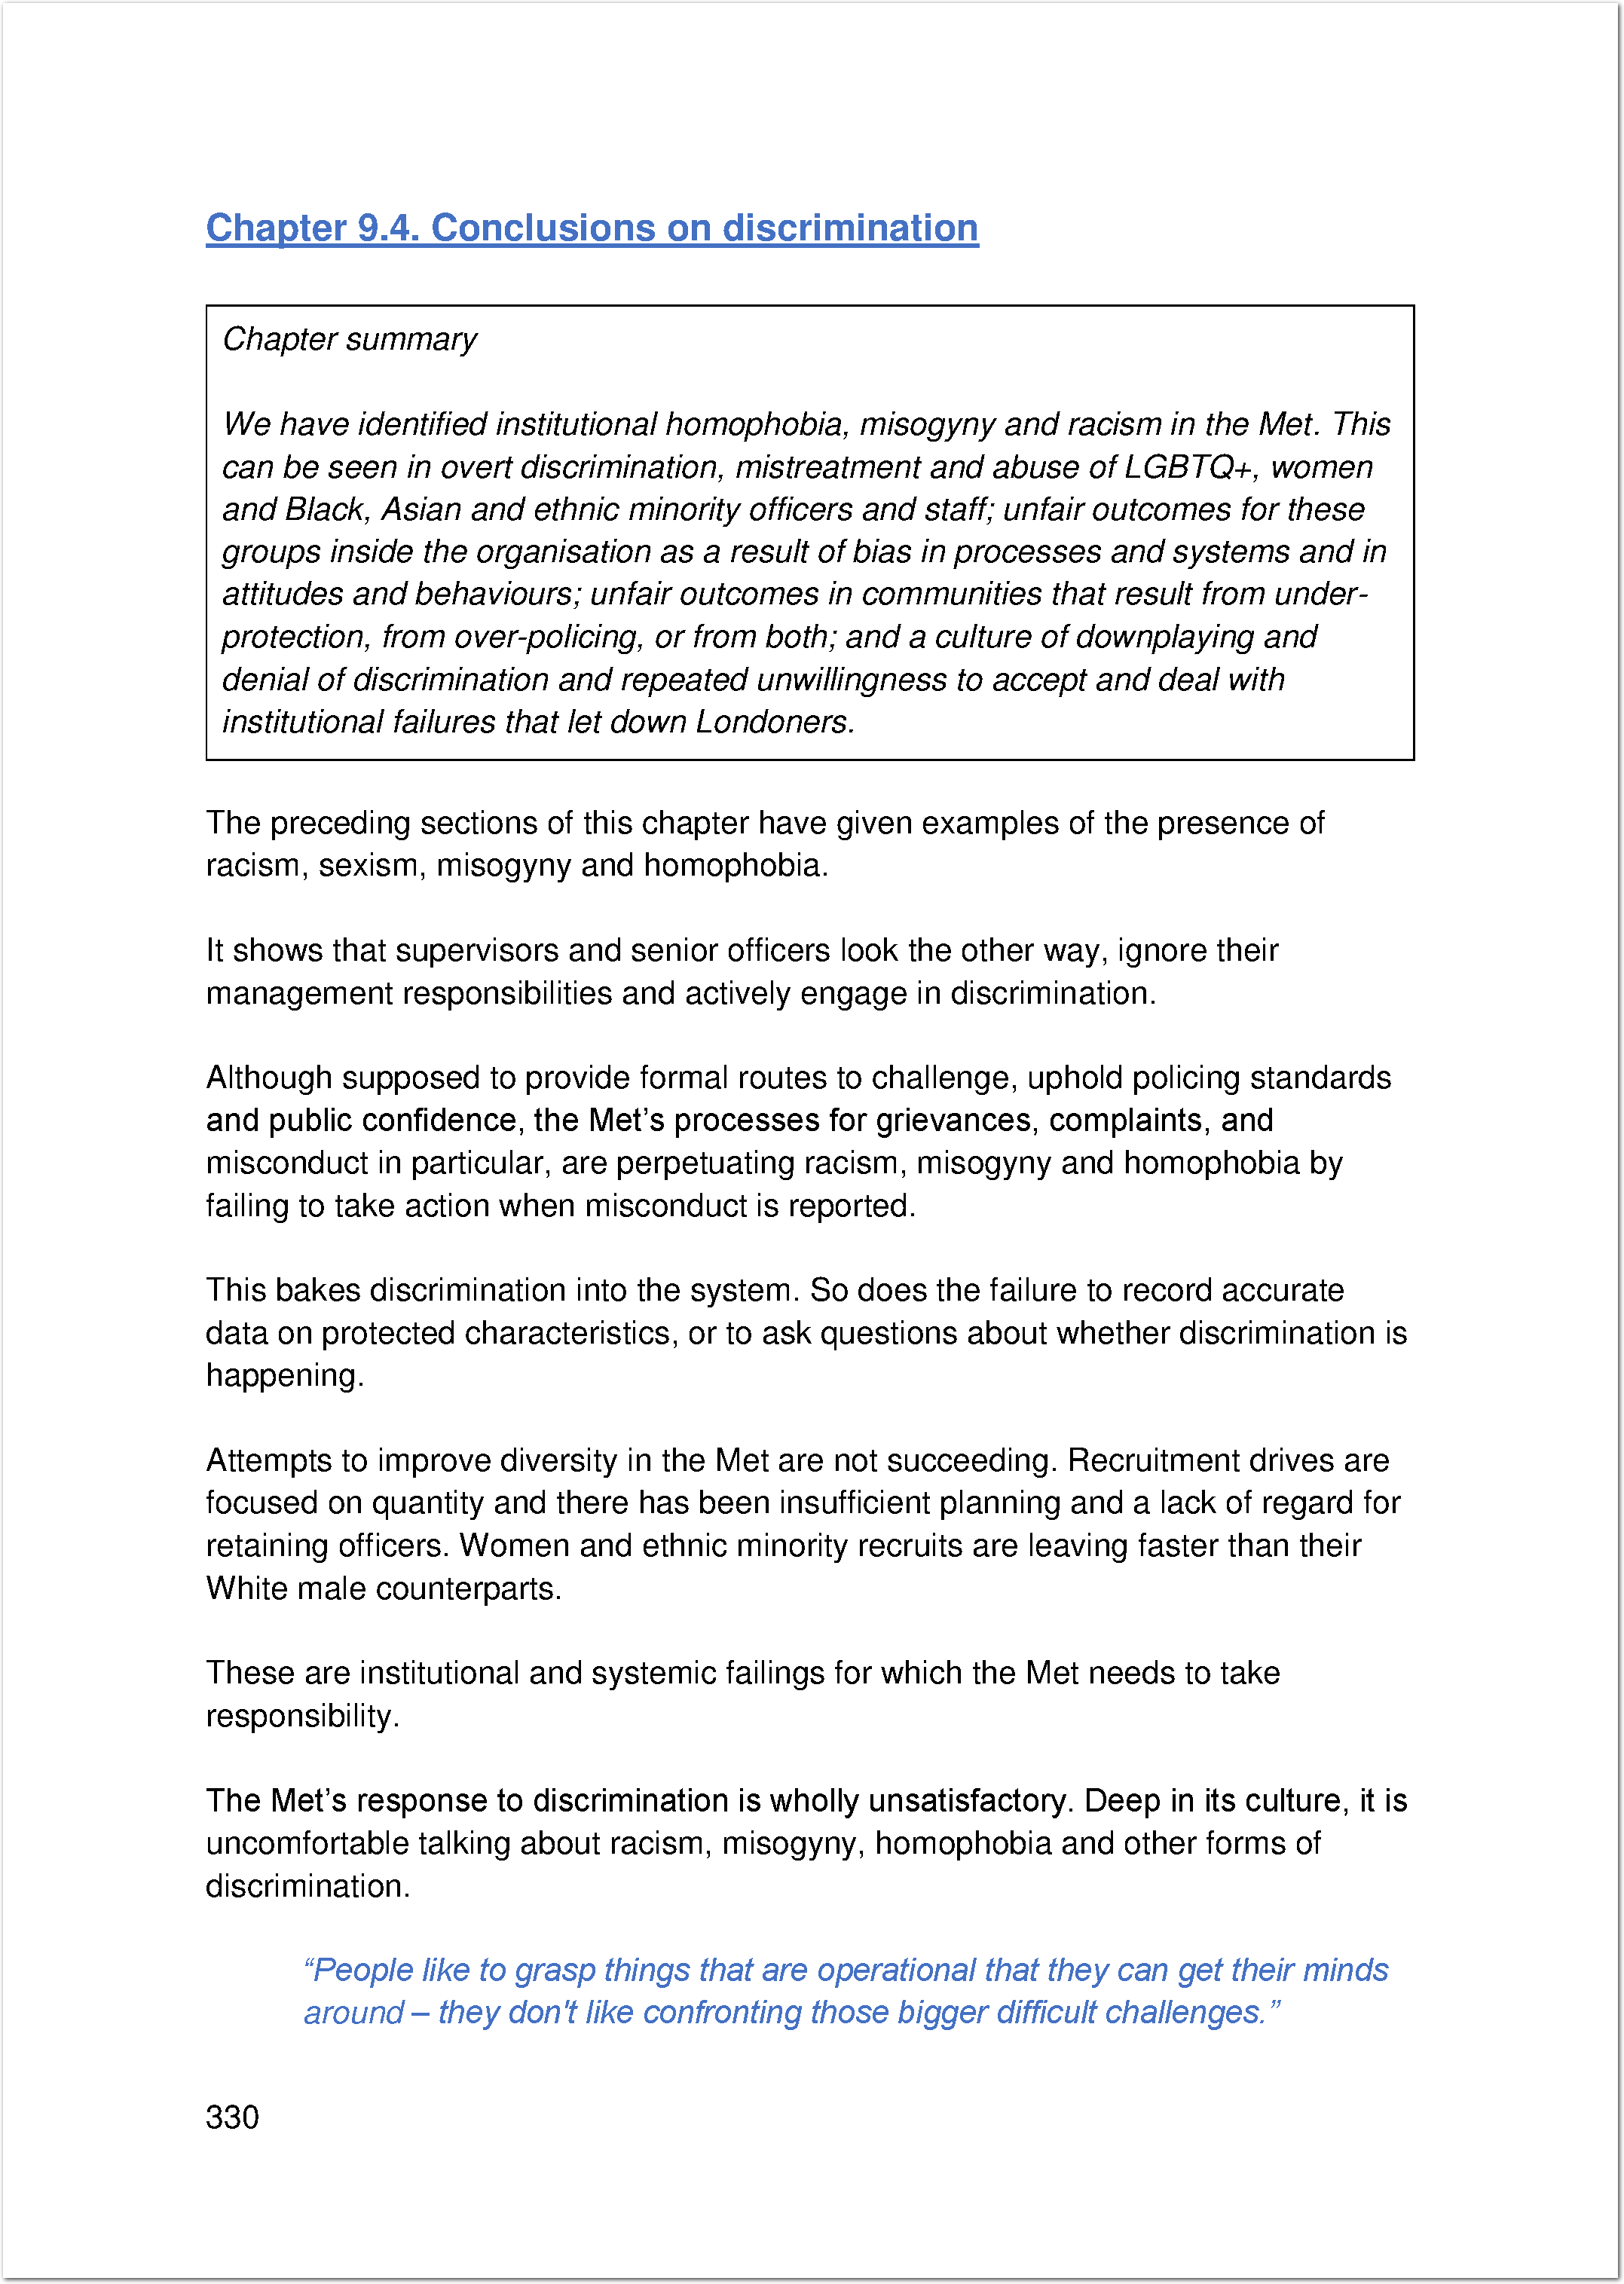 Chapter 9.4. Conclusions on discrimination
Chapter summary
We have identified institutional homophobia, misogyny and racism in the Met. This
can be seen in overt discrimination, mistreatment and abuse of LGBTQ+, women
and Black, Asian and ethnic minority officers and staff; unfair outcomes for these
groups inside the organisation as a result of bias in processes and systems and in
attitudes and behaviours; unfair outcomes in communities that result from under-
protection, from over-policing, or from both; and a culture of downplaying and
denial of discrimination and repeated unwillingness to accept and deal with
institutional failures that let down Londoners.
The preceding sections of this chapter have given examples of the presence of
racism, sexism, misogyny and homophobia.
It shows that supervisors and senior officers look the other way, ignore their
management responsibilities and actively engage in discrimination.
Although supposed to provide formal routes to challenge, uphold policing standards
and public confidence, the Met’s processes for grievances, complaints, and
misconduct in particular, are perpetuating racism, misogyny and homophobia by
failing to take action when misconduct is reported.
This bakes discrimination into the system. So does the failure to record accurate
data on protected characteristics, or to ask questions about whether discrimination is
happening.
Attempts to improve diversity in the Met are not succeeding. Recruitment drives are
focused on quantity and there has been insufficient planning and a lack of regard for
retaining officers. Women and ethnic minority recruits are leaving faster than their
White male counterparts.
These are institutional and systemic failings for which the Met needs to take
responsibility.
The Met’s response to discrimination is wholly unsatisfactory. Deep in its culture, it is
uncomfortable talking about racism, misogyny, homophobia and other forms of
discrimination.
“People like to grasp things that are operational that they can get their minds
around – they don't like confronting those bigger difficult challenges.”
330